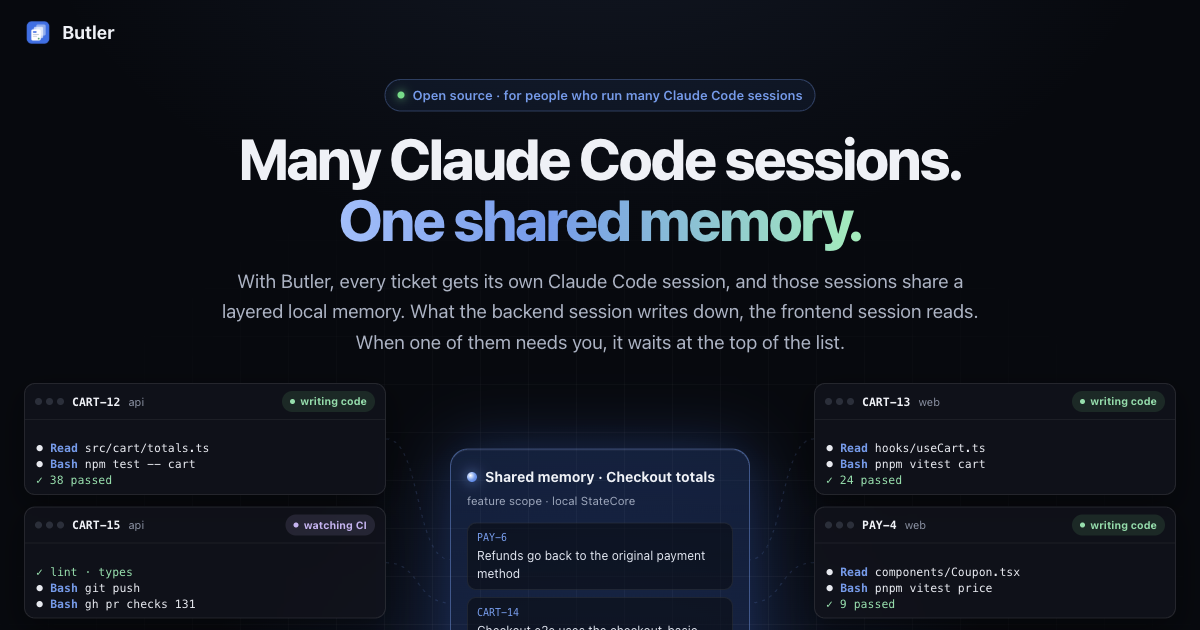 Butler
Open source · for people who run many Claude Code sessions
Many Claude Code sessions.
One shared memory.
With Butler, every ticket gets its own Claude Code session, and those sessions share a
layered local memory. What the backend session writes down, the frontend session reads.
When one of them needs you, it waits at the top of the list.
CART-12 api writing code
Read src/cart/totals.ts
Bash npm test -- cart
✓ 38 passed
CART-15 api watching CI
✓ lint · types
Bash git push
Bash gh pr checks 131
Shared memory · Checkout totals
feature scope · local StateCore
PAY-6
Refunds go back to the original payment
method
CART-14
Checkout e2e uses the checkout-basic
CART-13 web writing code
Read hooks/useCart.ts
Bash pnpm vitest cart
✓ 24 passed
PAY-4 web writing code
Read components/Coupon.tsx
Bash pnpm vitest price
✓ 9 passed